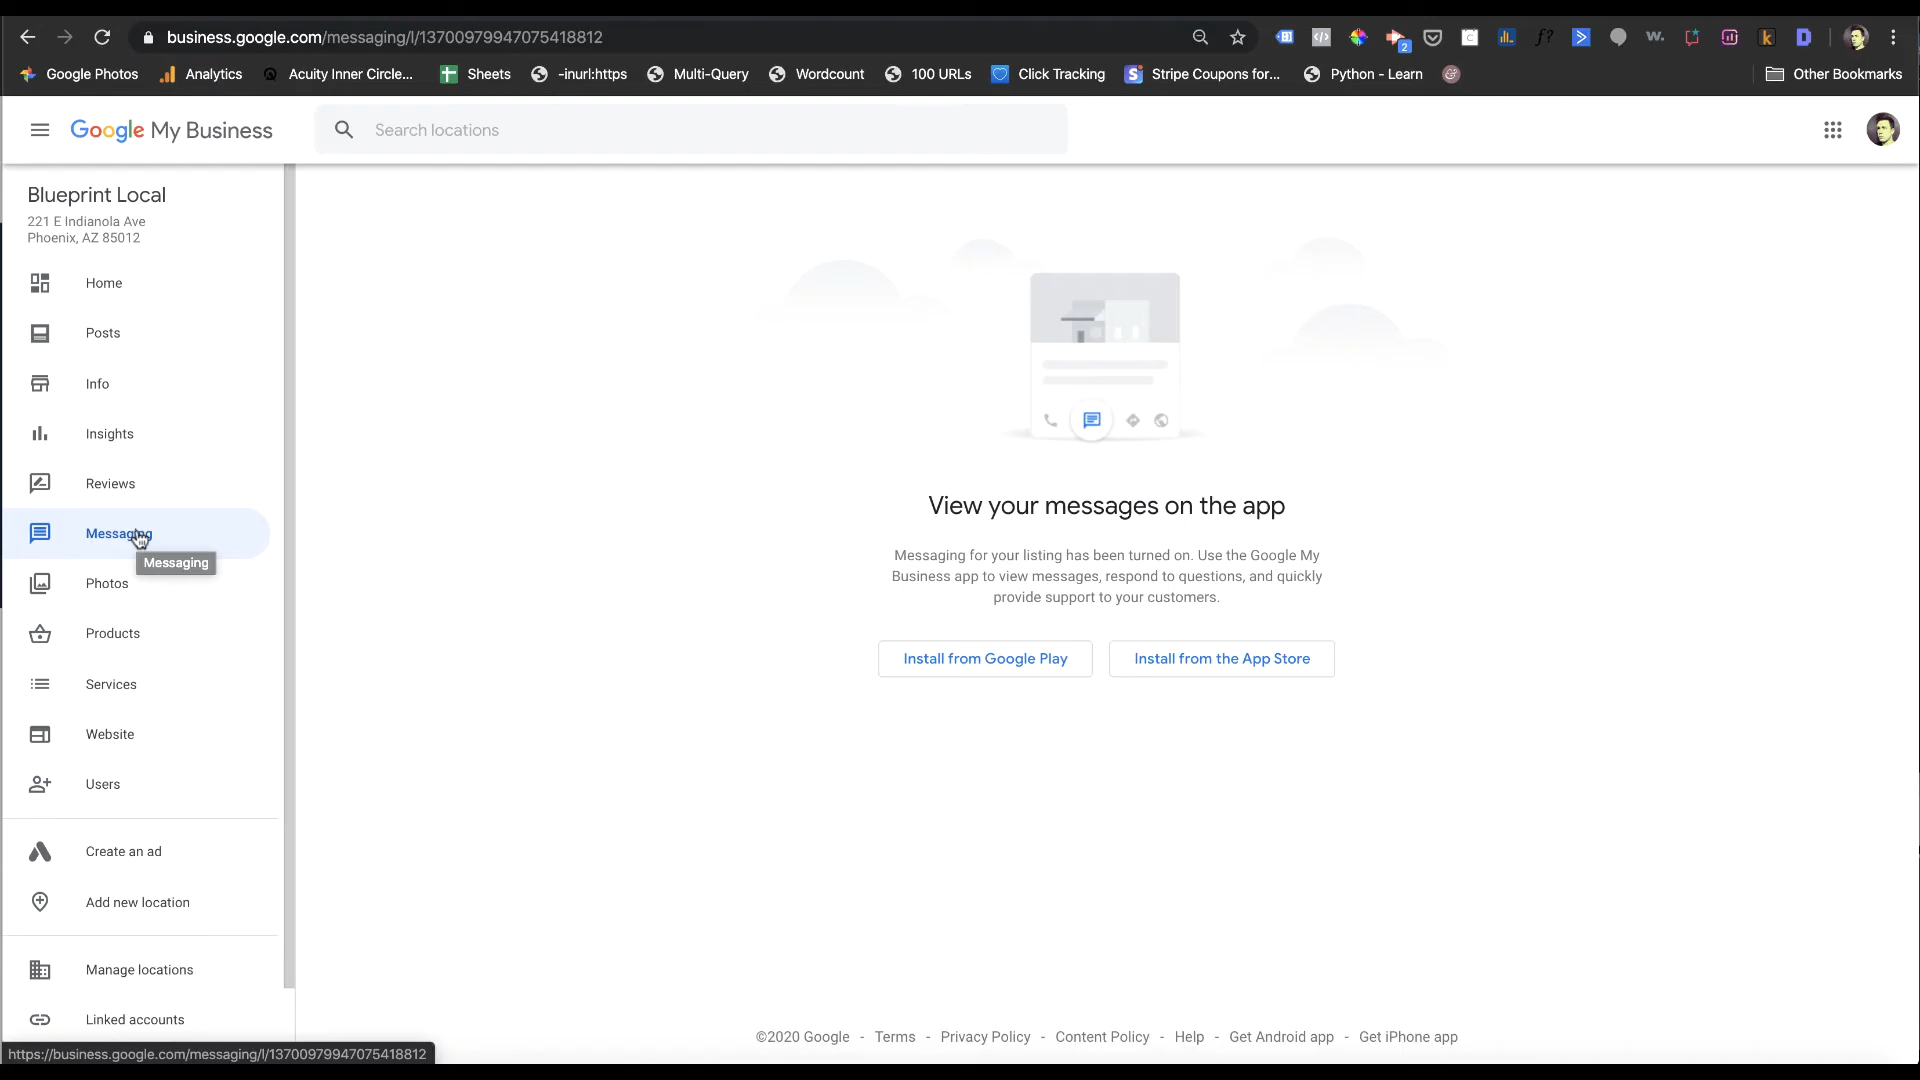 business.google.com/messaging/l/13700979947075418812
2
Google Photos
Analytics
Acuity Inner Circle...
Sheets
-inurl:https
Multi-Query
Wordcount
100 URLs
Click Tracking
Stripe Coupons for...
Python - Learn
Other Bookmarks
Google My Business
Search locations
Blueprint Local
221 E Indianola Ave
Phoenix, AZ 85012
Home
Posts
Info
Insights
Reviews
Messaging
Messaging
Photos
Products
Services
Website
Users
Create an ad
Add new location
Manage locations
Linked accounts
View your messages on the app
Messaging for your listing has been turned on. Use the Google My
Business app to view messages, respond to questions, and quickly
provide support to your customers.
Install from Google Play
Install from the App Store
©2020 Google - Terms - Privacy Policy - Content Policy - Help - Get Android app - Get iPhone app
https://business.google.com/messaging/l/13700979947075418812